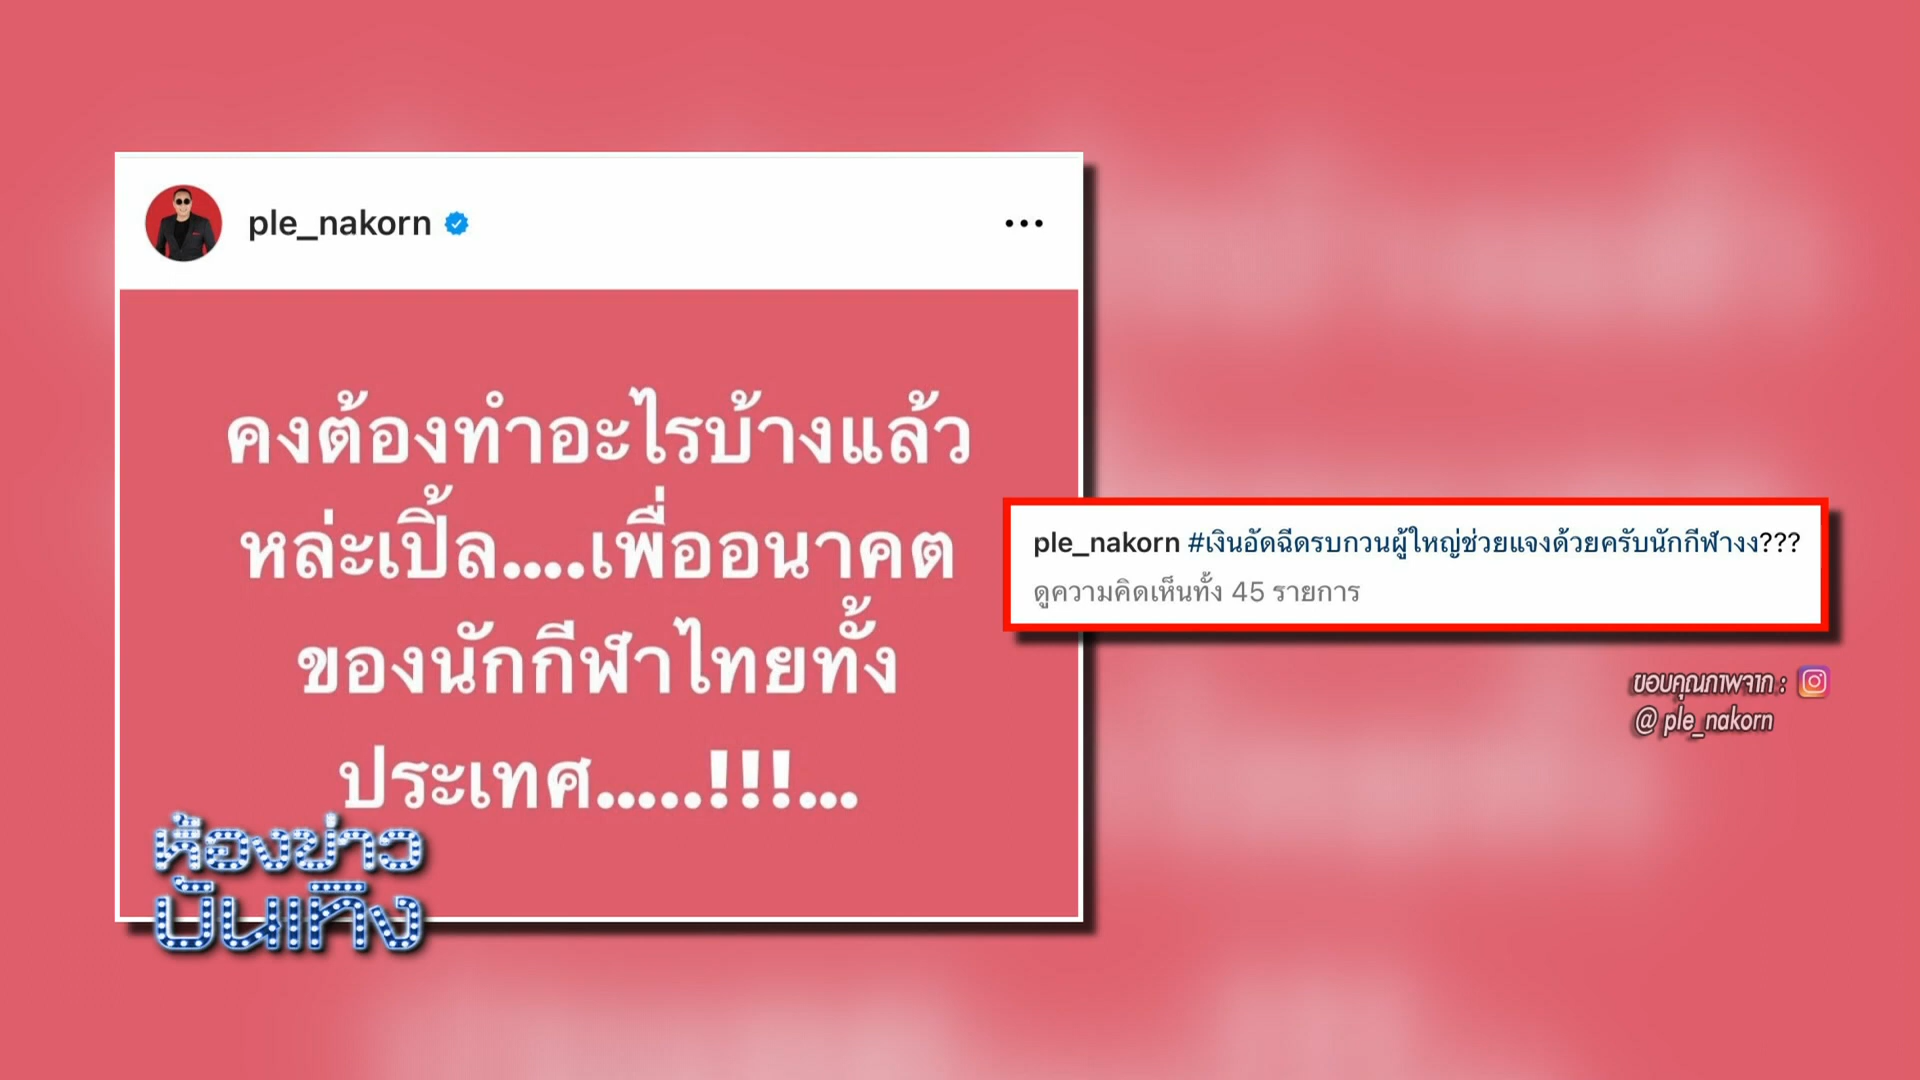 ple_nakorn
คงต้องทำอะไรบ้างแล้ว
หล่ะเปิ้ล....เพื่ออนาคต
ของนักกีฬาไทยทั้ง
ประเทศ.....!!!...
ple_nakorn #เงินอัดฉีดรบกวนผู้ใหญ่ช่วยแจงด้วยครับนักกีฬางง???
ดูความคิดเห็นทั้ง 45 รายการ
ขอบคุณภาพจาก :
@ ple_nakorn
ห้องข่าว
บันเทิง